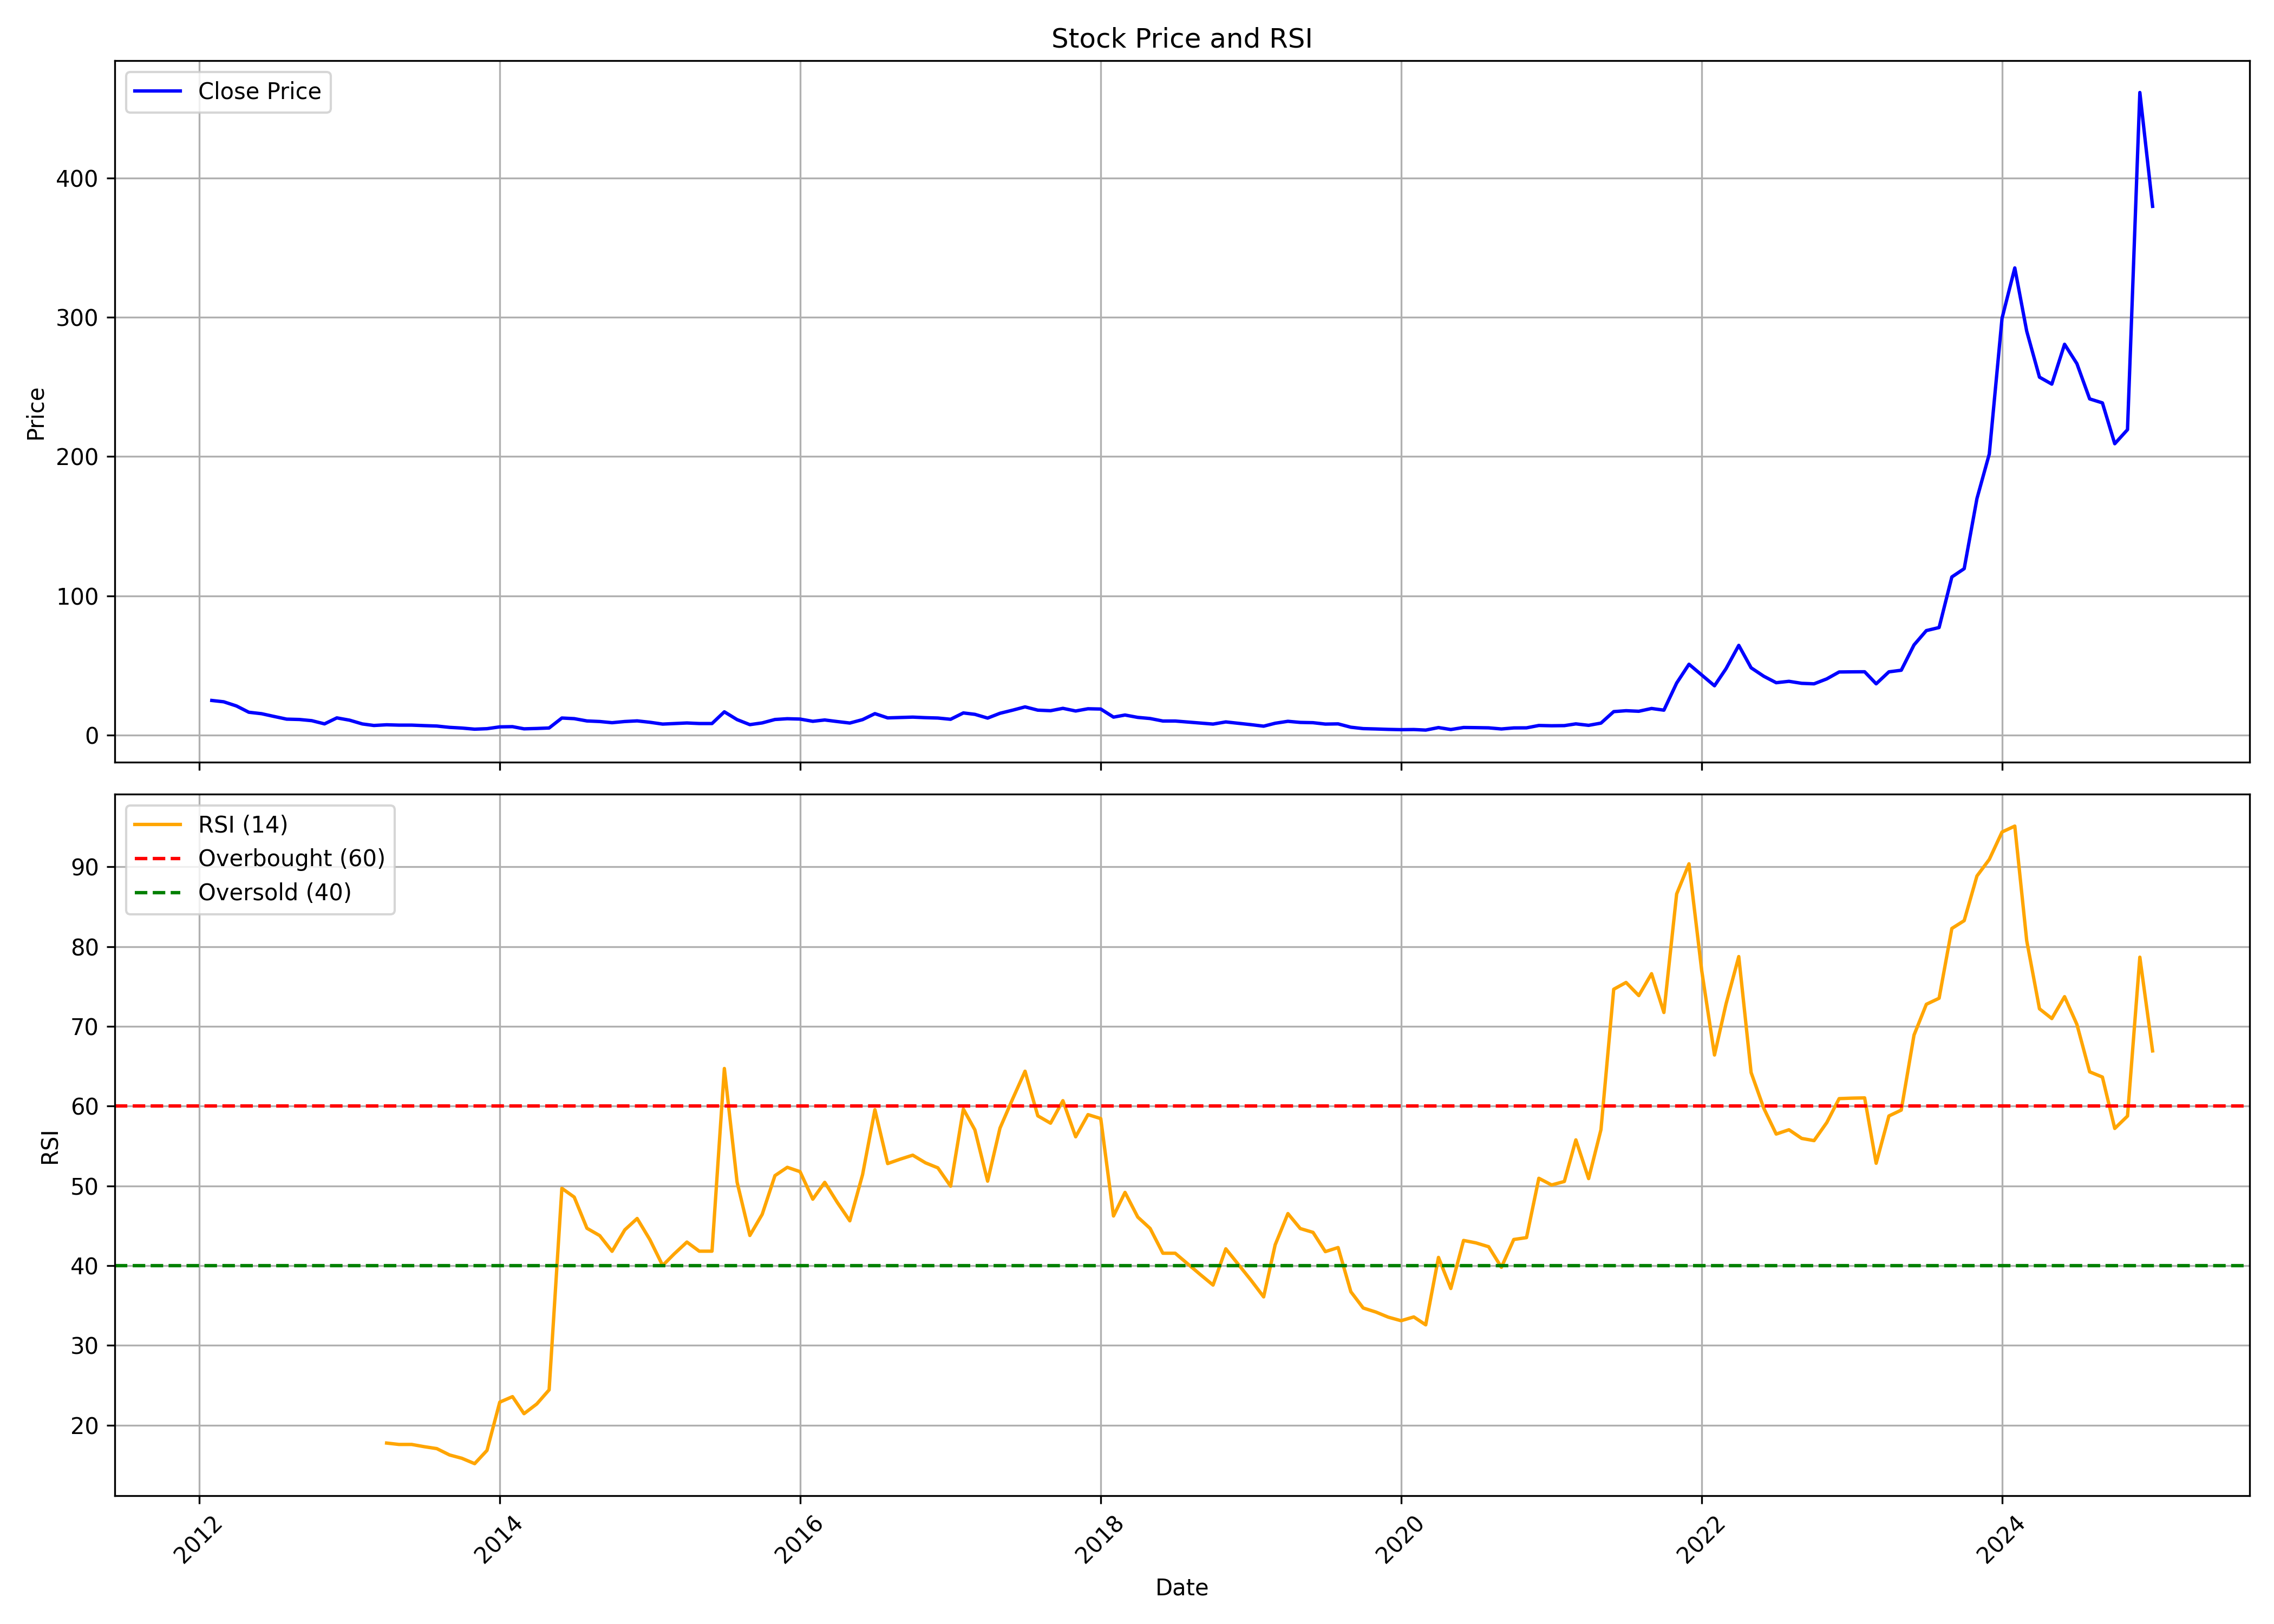 Stock Price and RSI
Close Price
Price
400
300
200
100
0
RSI (14)
Overbought (60)
Oversold (40)
RSI
90
80
70
60
50
40
30
20
2012
2014
2016
2018
2020
2022
2024
Date